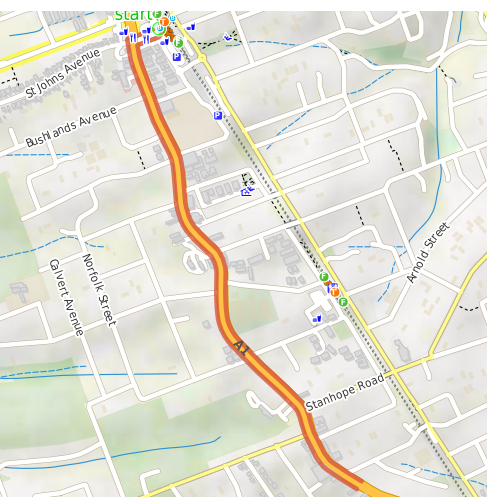 start
St Johns Avenue
Bushlands Avenue
Norfolk Street
Calvert Avenue
Arnold Street
A1
Stanhope Road